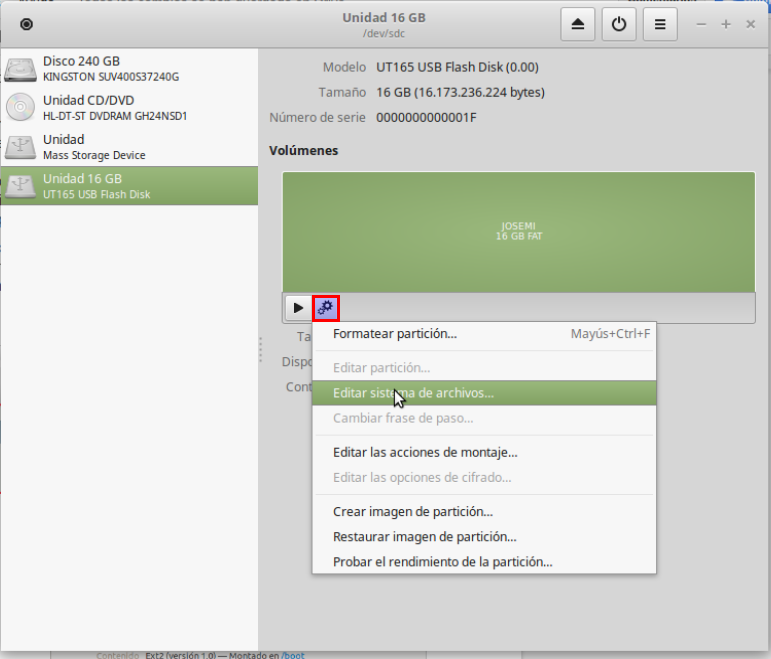 Unidad 16 GB
/dev/sdc
Disco 240 GB
KINGSTON SUV400S37240G
Unidad CD/DVD
HL-DT-ST DVDRAM GH24NSD1
Unidad
Mass Storage Device
Unidad 16 GB
UT165 USB Flash Disk
Modelo UT165 USB Flash Disk (0.00)
Tamaño 16 GB (16.173.236.224 bytes)
Número de serie 0000000000001F
Volúmenes
JOSEMI
16 GB FAT
Ta
Dispo
Cont
Formatear partición... Mayús+Ctrl+F
Editar partición...
Editar sistema de archivos...
Cambiar frase de paso...
Editar las acciones de montaje...
Editar las opciones de cifrado...
Crear imagen de partición...
Restaurar imagen de partición...
Probar el rendimiento de la partición...
Contenido Ext2 (versión 1.0) — Montado en /boot